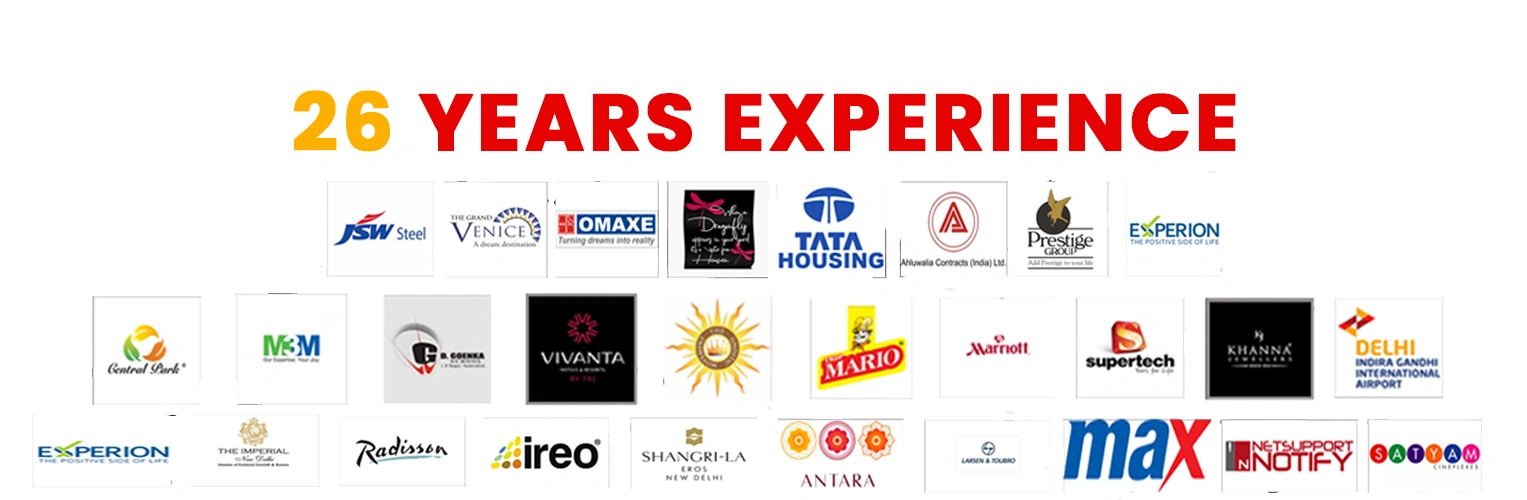 26 YEARS EXPERIENCE
JSW Steel
THE GRAND
VENICE
A dream destination
OMAXE
Turning dreams into reality
Dragonfly
TATA
HOUSING
Ahluwalia Contracts (India) Ltd.
Prestige
GROUP
Add Prestige to your life
EXPERION
THE POSITIVE SIDE OF LIFE
Central Park®
M3M
Our Expertise, Your Joy
G.D. GOENKA
VIVANTA
HOTELS & RESORTS
BY TAJ
MARIO
Marriott
supertech
KHANNA
JEWELLERS
DELHI
INDIRA GANDHI
INTERNATIONAL
AIRPORT
EXPERION
THE POSITIVE SIDE OF LIFE
THE IMPERIAL
New Delhi
Radisson
ireo®
SHANGRI-LA
EROS
NEW DELHI
ANTARA
LARSEN & TOUBRO
max
NETSUPPORT
NOTIFY
SATYAM
CINEPLEXES